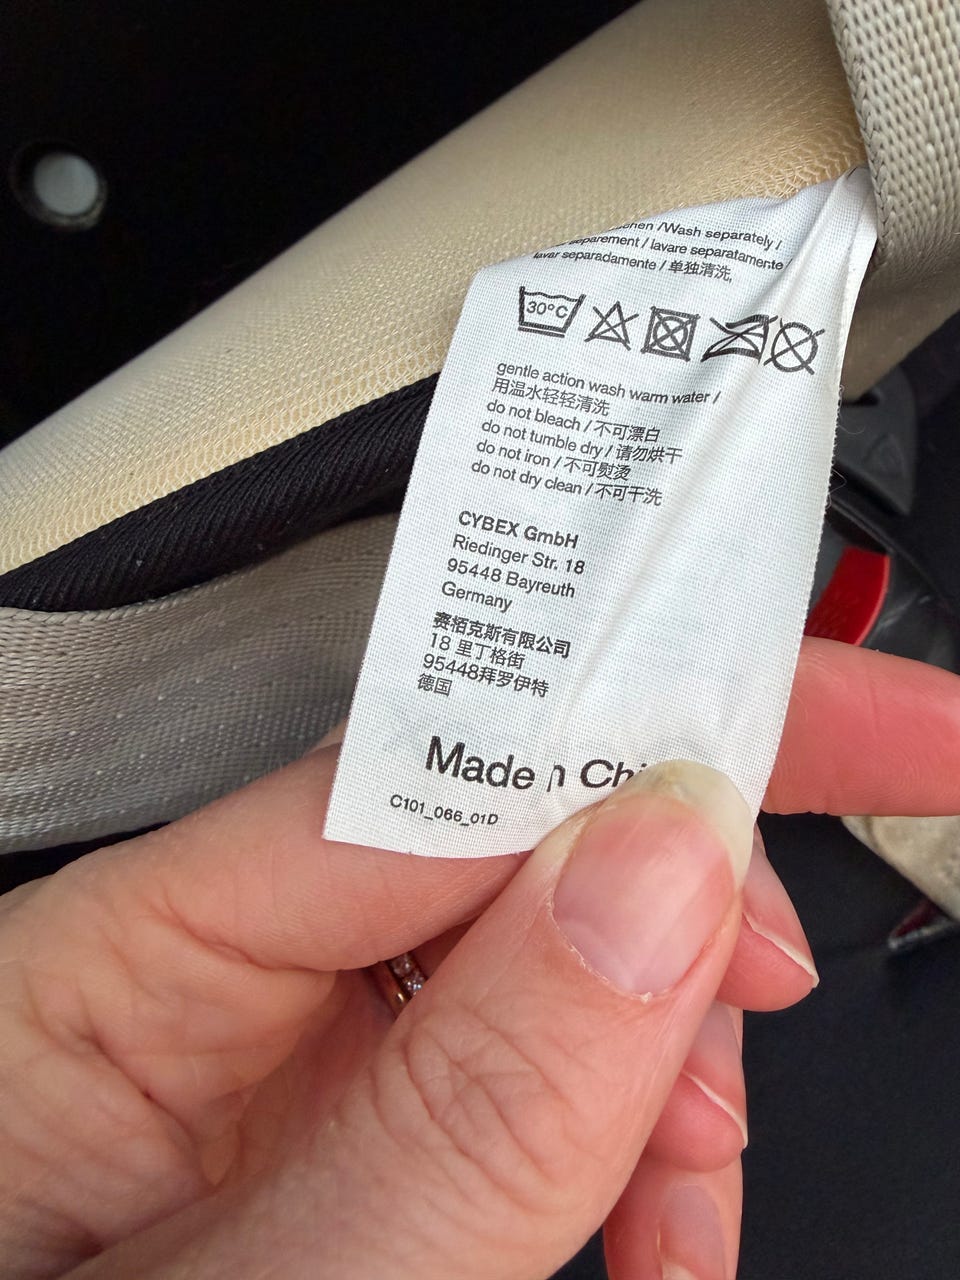 /Wash separately /
/ lavare separatamente
lavar separadamente / 单独清洗,
30°C
gentle action wash warm water /
用温水轻轻清洗
do not bleach / 不可漂白
do not tumble dry / 请勿烘干
do not iron / 不可熨烫
do not dry clean / 不可干洗
CYBEX GmbH
Riedinger Str. 18
95448 Bayreuth
Germany
赛栢克斯有限公司
18 里丁格街
95448拜罗伊特
德国
Made
C101_066_01D